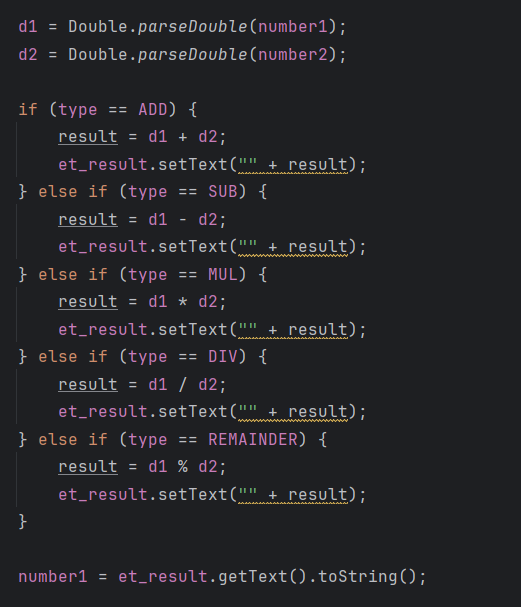 d1 = Double.parseDouble(number1);
d2 = Double.parseDouble(number2);

if (type == ADD) {
    result = d1 + d2;
    et_result.setText("" + result);
} else if (type == SUB) {
    result = d1 - d2;
    et_result.setText("" + result);
} else if (type == MUL) {
    result = d1 * d2;
    et_result.setText("" + result);
} else if (type == DIV) {
    result = d1 / d2;
    et_result.setText("" + result);
} else if (type == REMAINDER) {
    result = d1 % d2;
    et_result.setText("" + result);
}

number1 = et_result.getText().toString();